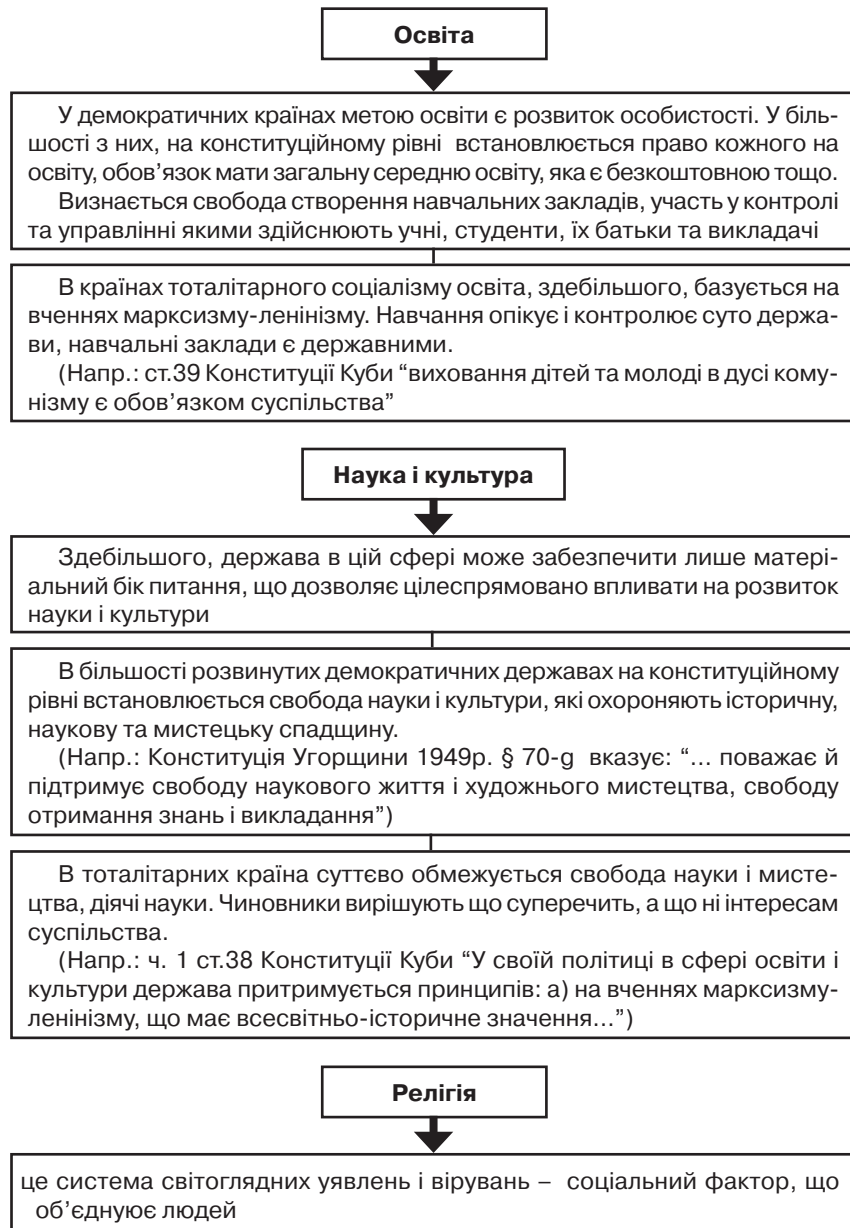 Освіта
У демократичних країнах метою освіти є розвиток особистості. У біль-
шості з них, на конституційному рівні встановлюється право кожного на
освіту, обов’язок мати загальну середню освіту, яка є безкоштовною тощо.
Визнається свобода створення навчальних закладів, участь у контролі
та управлінні якими здійснюють учні, студенти, їх батьки та викладачі
В країнах тоталітарного соціалізму освіта, здебільшого, базується на
вченнях марксизму-ленінізму. Навчання опікує і контролює суто держа-
ви, навчальні заклади є державними.
(Напр.: ст.39 Конституції Куби “виховання дітей та молоді в дусі кому-
нізму є обов’язком суспільства”
Наука і культура
Здебільшого, держава в цій сфері може забезпечити лише матері-
альний бік питання, що дозволяє цілеспрямовано впливати на розвиток
науки і культури
В більшості розвинутих демократичних державах на конституційному
рівні встановлюється свобода науки і культури, які охороняють історичну,
наукову та мистецьку спадщину.
(Напр.: Конституція Угорщини 1949р. § 70-g вказує: “... поважає й
підтримує свободу наукового життя і художнього мистецтва, свободу
отримання знань і викладання”)
В тоталітарних країна суттєво обмежується свобода науки і мисте-
цтва, діячі науки. Чиновники вирішують що суперечить, а що ні інтересам
суспільства.
(Напр.: ч. 1 ст.38 Конституції Куби “У своїй політиці в сфері освіти і
культури держава притримується принципів: а) на вченнях марксизму-
ленінізму, що має всесвітньо-історичне значення...”)
Релігія
це система світоглядних уявлень і вірувань – соціальний фактор, що
об’єднуює людей